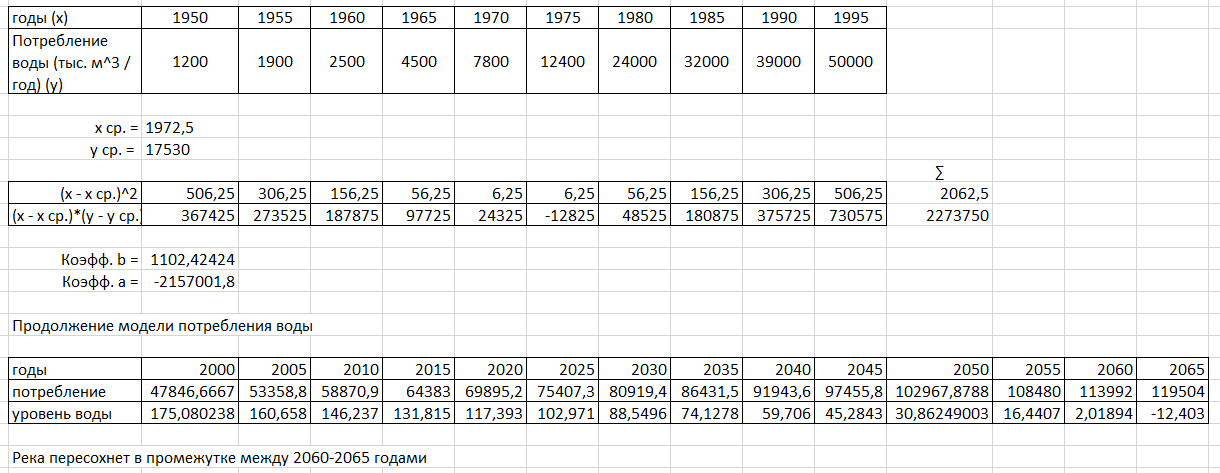 годы (x) 1950 1955 1960 1965 1970 1975 1980 1985 1990 1995
Потребление
воды (тыс. м^3 / 1200 1900 2500 4500 7800 12400 24000 32000 39000 50000
год) (y)
x ср. = 1972,5
y ср. = 17530
∑
(x - x ср.)^2 506,25 306,25 156,25 56,25 6,25 6,25 56,25 156,25 306,25 506,25 2062,5
(x - x ср.)*(y - y ср.) 367425 273525 187875 97725 24325 -12825 48525 180875 375725 730575 2273750
Коэфф. b = 1102,42424
Коэфф. a = -2157001,8
Продолжение модели потребления воды
годы 2000 2005 2010 2015 2020 2025 2030 2035 2040 2045 2050 2055 2060 2065
потребление 47846,6667 53358,8 58870,9 64383 69895,2 75407,3 80919,4 86431,5 91943,6 97455,8 102967,8788 108480 113992 119504
уровень воды 175,080238 160,658 146,237 131,815 117,393 102,971 88,5496 74,1278 59,706 45,2843 30,86249003 16,4407 2,01894 -12,403
Река пересохнет в промежутке между 2060-2065 годами